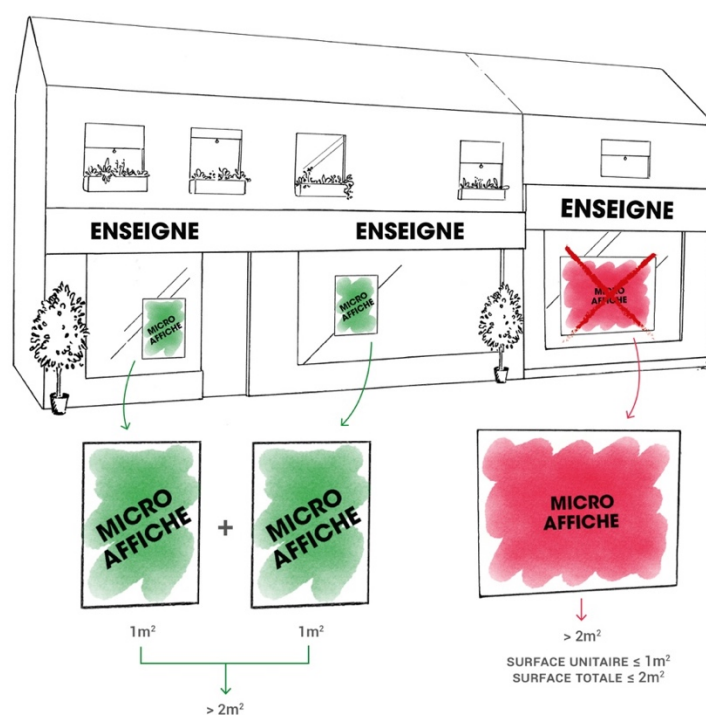 ENSEIGNE
ENSEIGNE
ENSEIGNE
MICRO
AFFICHE
MICRO
AFFICHE
MICRO
AFFICHE
MICRO
AFFICHE
+
MICRO
AFFICHE
MICRO
AFFICHE
1m²
1m²
> 2m²
> 2m²
SURFACE UNITAIRE ≤ 1m²
SURFACE TOTALE ≤ 2m²